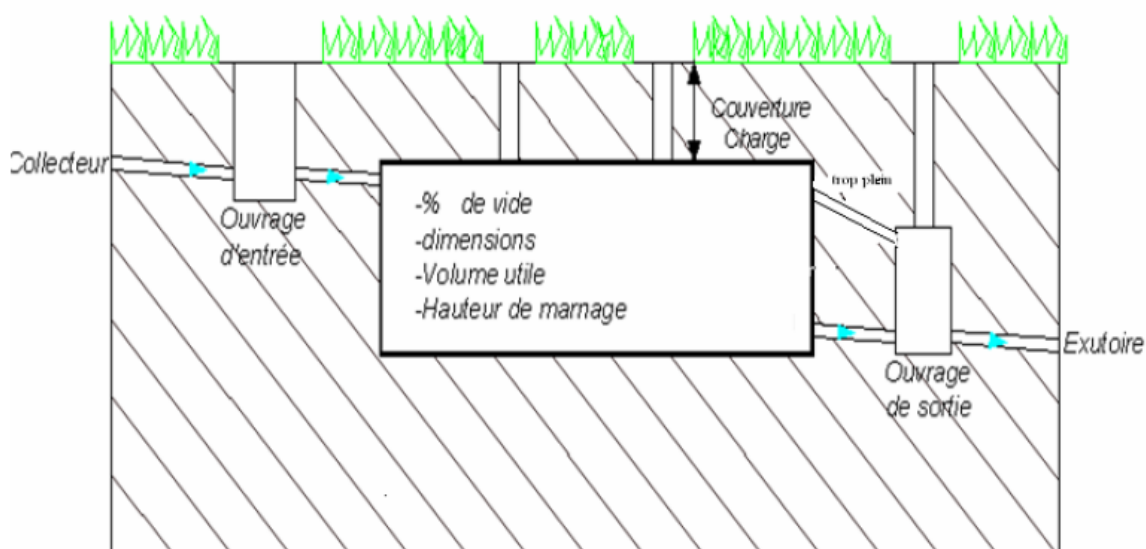 Couverture
Charge
Collecteur
trop plein
-% de vide
-dimensions
-Volume utile
-Hauteur de marnage
Ouvrage
d'entrée
Exutoire
Ouvrage
de sortie